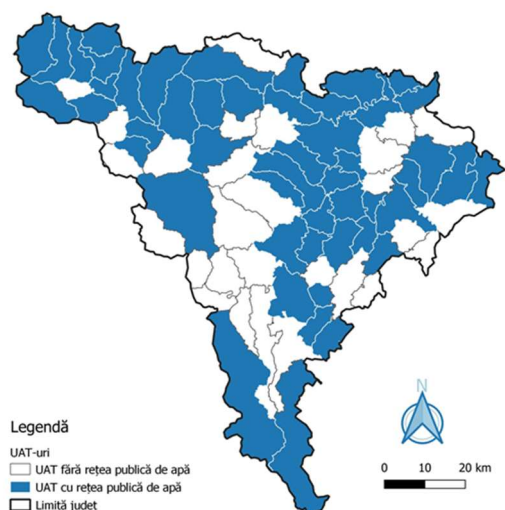 N
Legendă
UAT-uri
UAT fără rețea publică de apă
UAT cu rețea publică de apă
Limită județ
0 10 20 km